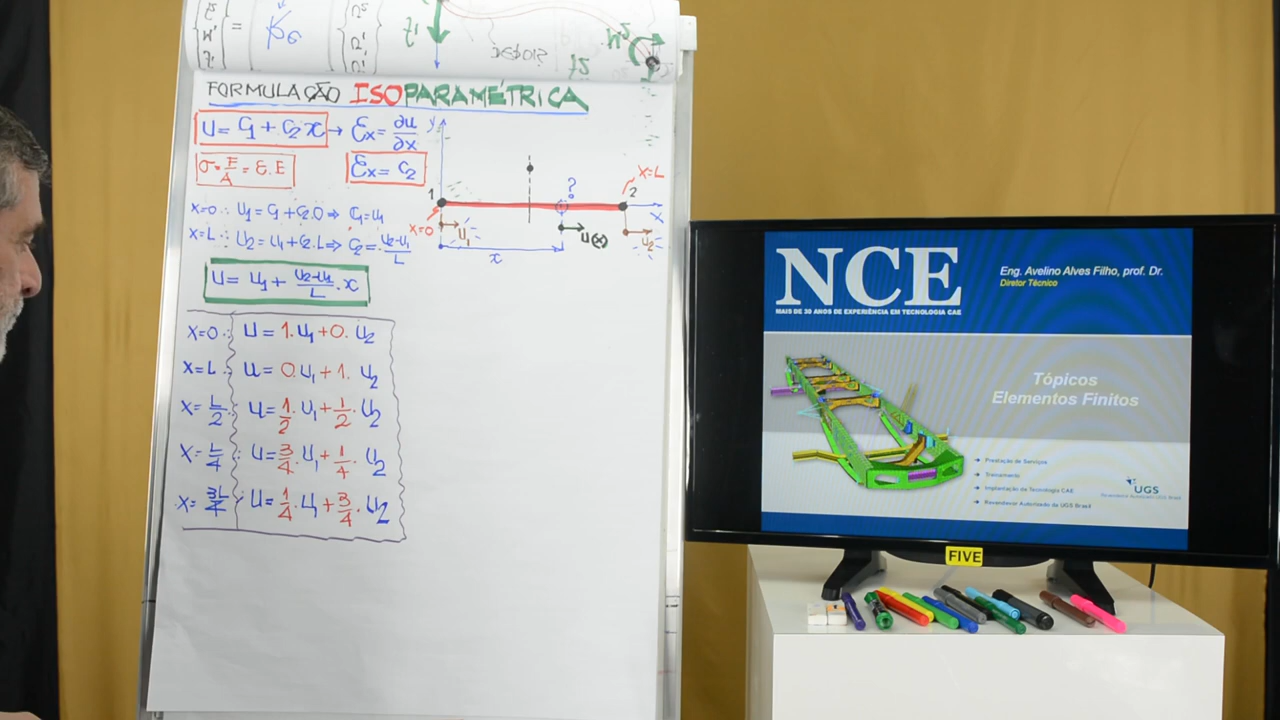 FORMULAÇÃO ISOPARAMÉTRICA
U = C1 + C2 x → Ex = ∂u/∂x
σ = F/A = ε.E
Ex = C2
x=0 ∴ U1 = C1 + C2.0 ⇒ C1 = U1
x=L ∴ U2 = U1 + C2.L ⇒ C2 = U2-U1/L
U = U1 + U2-U1/L . x
x=0 ∴ U = 1. U1 + 0. U2
x=L ∴ U = 0 U1 + 1. U2
x = L/2 : U = 1/2 . U1 + 1/2 . U2
x = L/4 : U = 3/4 . U1 + 1/4 . U2
x = 3L/4 : U = 1/4 . U1 + 3/4 . U2
y
1
?
2
x=L
x
x=0
U1
U(x)
U2
x
NCE
MAIS DE 30 ANOS DE EXPERIÊNCIA EM TECNOLOGIA CAE
Eng. Avelino Alves Filho, prof. Dr.
Diretor Técnico
Tópicos
Elementos Finitos
Prestação de Serviços
Treinamento
Implantação de Tecnologia CAE
Revendedor Autorizado da UGS Brasil
UGS
FIVE